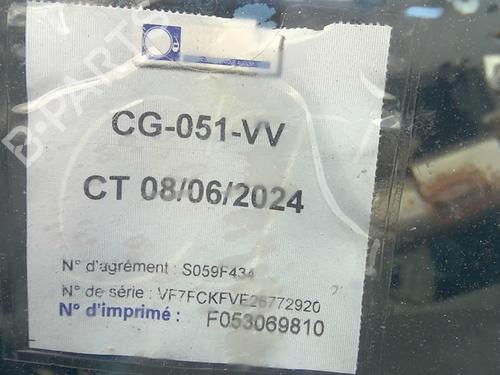 B-PARTS
CG-051-VV
CT 08/06/2024
N° d'agrément : S059F434
N° de série : VF7FCKFVE26772920
N° d'imprimé : F053069810